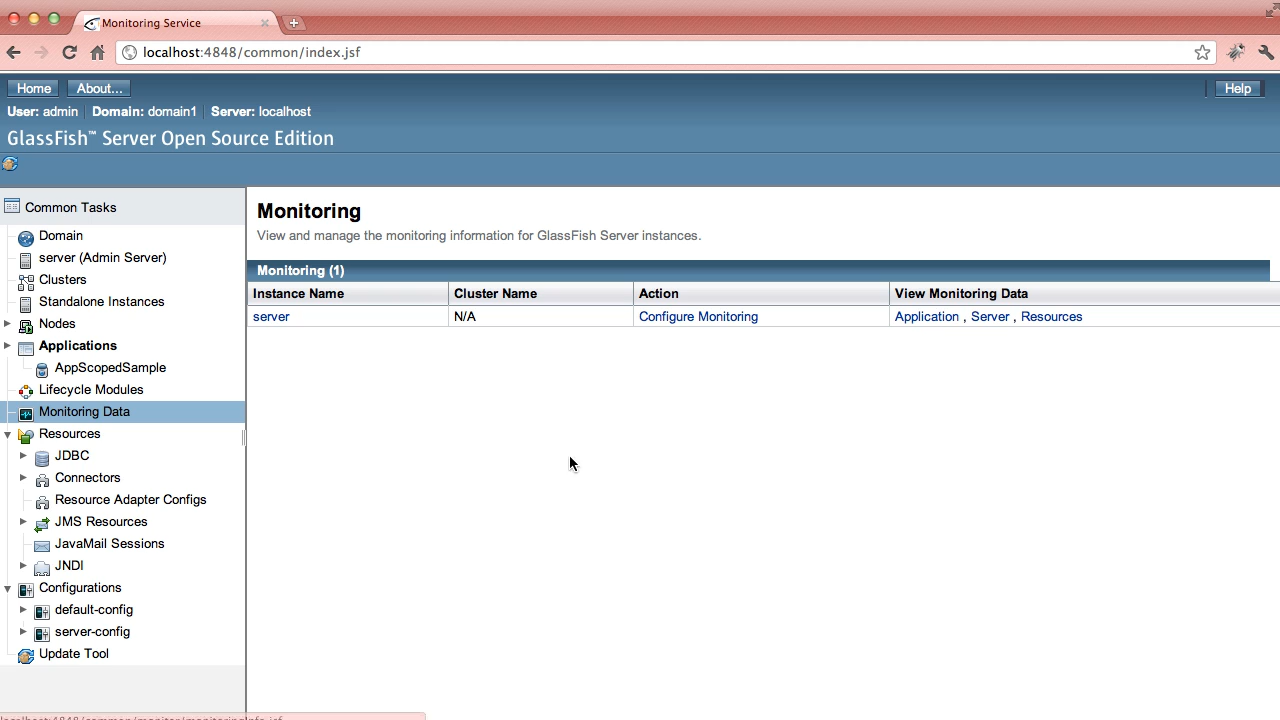 Monitoring Service
localhost:4848/common/index.jsf
Home About... Help
User: admin Domain: domain1 Server: localhost
GlassFish™ Server Open Source Edition
Common Tasks
Domain
server (Admin Server)
Clusters
Standalone Instances
Nodes
Applications
AppScopedSample
Lifecycle Modules
Monitoring Data
Resources
JDBC
Connectors
Resource Adapter Configs
JMS Resources
JavaMail Sessions
JNDI
Configurations
default-config
server-config
Update Tool
Monitoring
View and manage the monitoring information for GlassFish Server instances.
Monitoring (1)
Instance Name Cluster Name Action View Monitoring Data
server N/A Configure Monitoring Application , Server , Resources